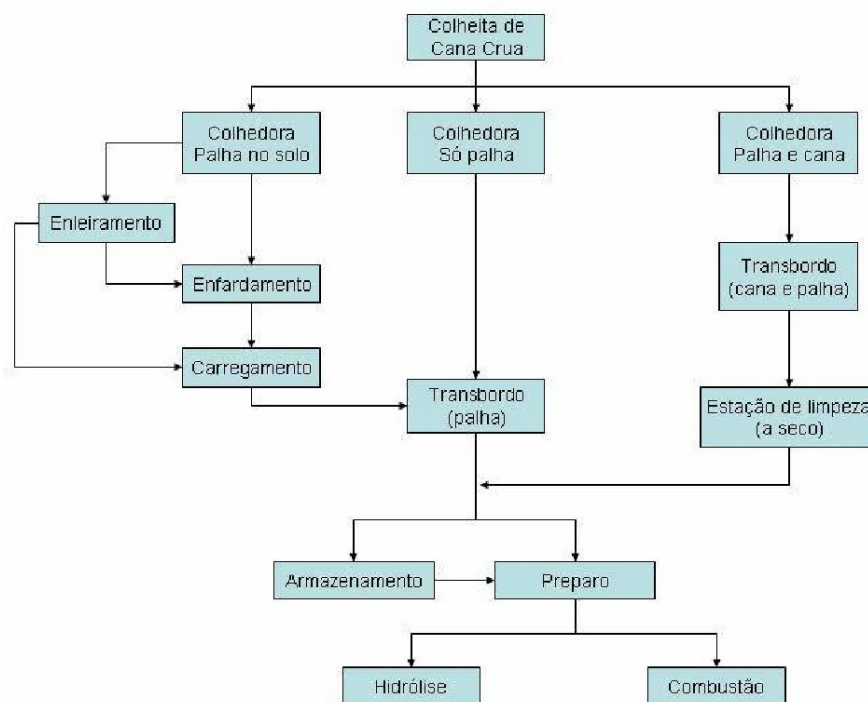 Colheita de
Cana Crua
Colhedora
Palha no solo
Colhedora
Só palha
Colhedora
Palha e cana
Enleiramento
Transbordo
(cana e palha)
Enfardamento
Carregamento
Transbordo
(palha)
Estação de limpeza
(a seco)
Armazenamento
Preparo
Hidrólise
Combustão